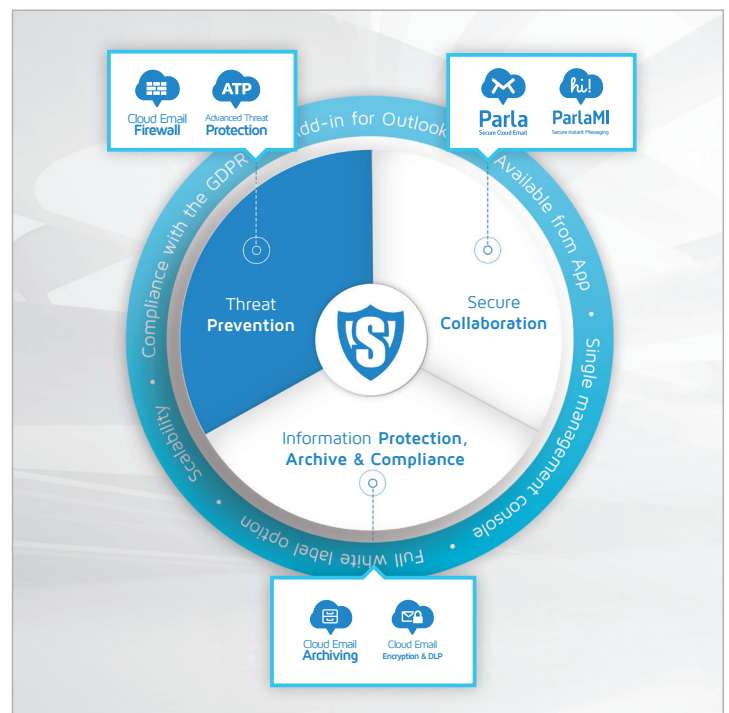 ATP
Cloud Email
Firewall
Advanced Threat
Protection
hi!
Parla
Secure Cloud Email
ParlaMI
Secure Instant Messaging
Compliance with the GDPR
Add-in for Outlook
Available from App • Single management console • Full white label option • Scalability •
Threat
Prevention
Secure
Collaboration
S
Information Protection,
Archive & Compliance
Cloud Email
Archiving
Cloud Email
Encryption & DLP